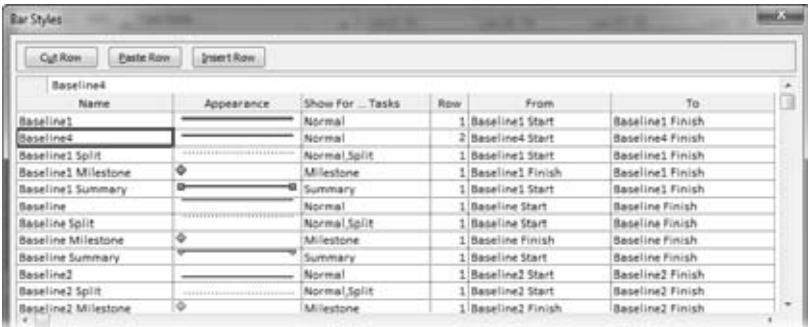 Bar Styles
Cut Row Paste Row Insert Row
Baseline4
Name Appearance Show For ... Tasks Row From To
Baseline1 Normal 1 Baseline1 Start Baseline1 Finish
Baseline4 Normal 2 Baseline4 Start Baseline4 Finish
Baseline1 Split Normal,Split 1 Baseline1 Start Baseline1 Finish
Baseline1 Milestone Milestone 1 Baseline1 Finish Baseline1 Finish
Baseline1 Summary Summary 1 Baseline1 Start Baseline1 Finish
Baseline Normal 1 Baseline Start Baseline Finish
Baseline Split Normal,Split 1 Baseline Start Baseline Finish
Baseline Milestone Milestone 1 Baseline Finish Baseline Finish
Baseline Summary Summary 1 Baseline Start Baseline Finish
Baseline2 Normal 1 Baseline2 Start Baseline2 Finish
Baseline2 Split Normal,Split 1 Baseline2 Start Baseline2 Finish
Baseline2 Milestone Milestone 1 Baseline2 Finish Baseline2 Finish